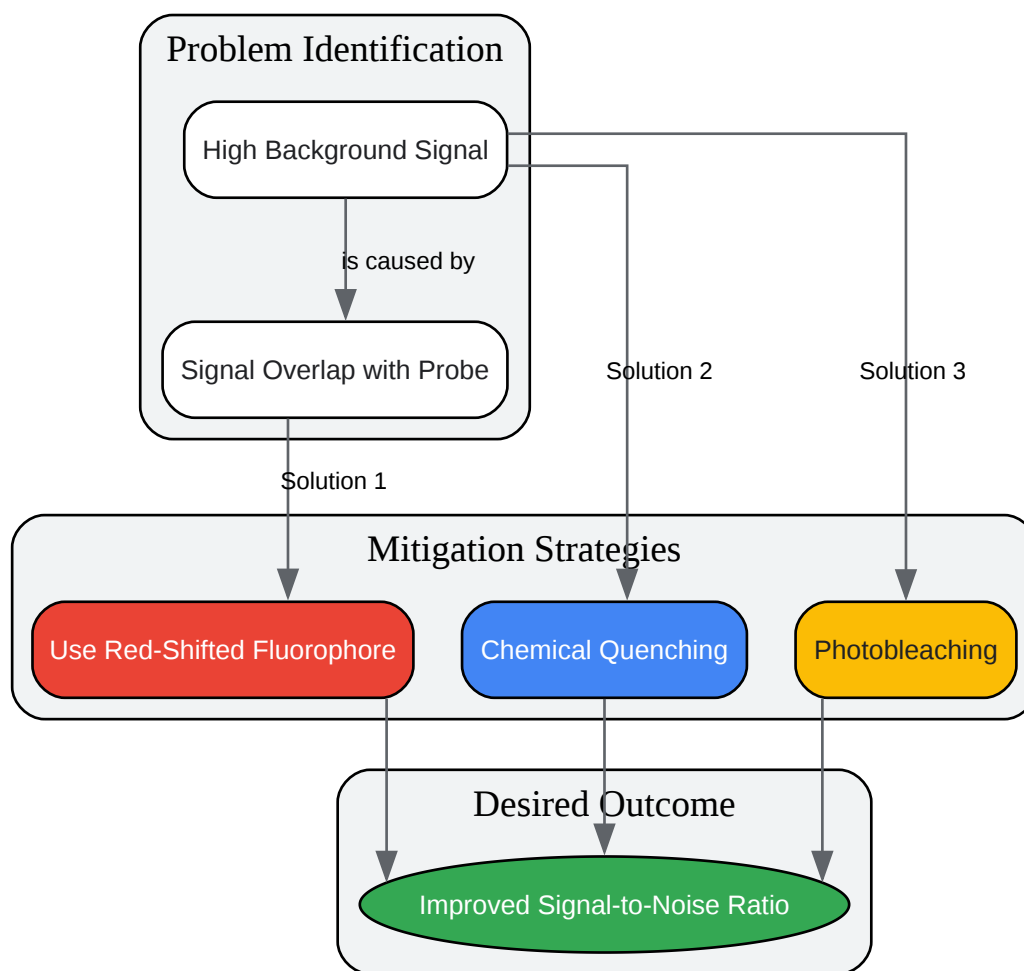 Problem Identification
High Background Signal
is caused by
Signal Overlap with Probe
Solution 2
Solution 3
Solution 1
Mitigation Strategies
Use Red-Shifted Fluorophore
Chemical Quenching
Photobleaching
Desired Outcome
Improved Signal-to-Noise Ratio